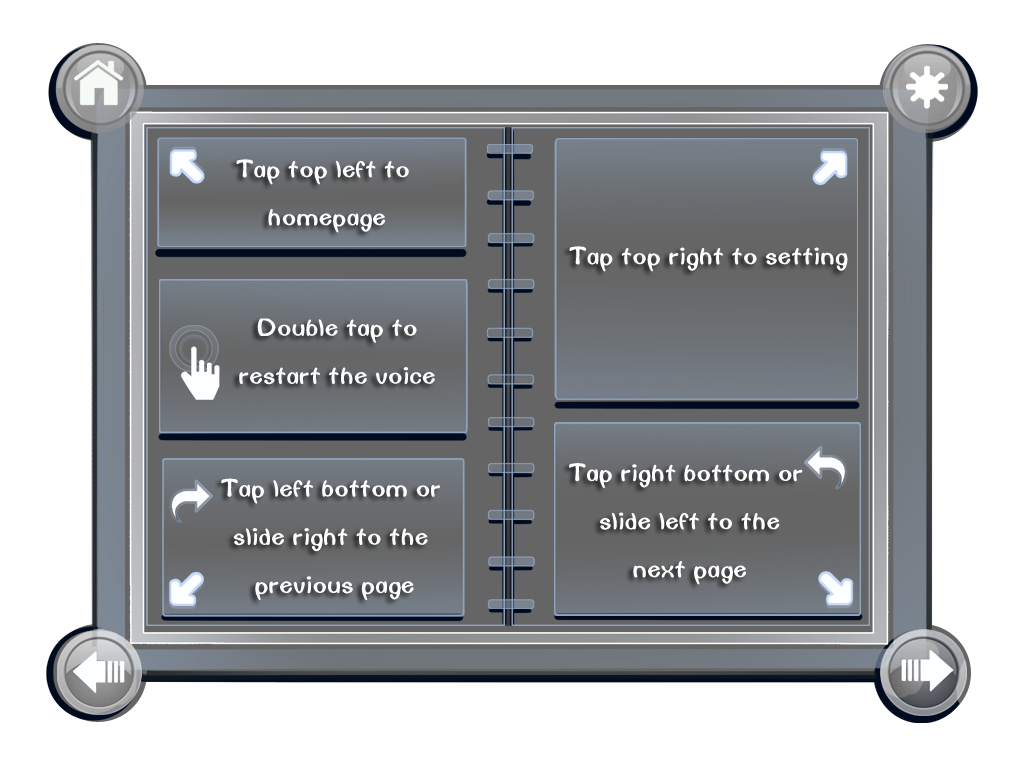 Tap top left to
homepage
Double tap to
restart the voice
Tap left bottom or
slide right to the
previous page
Tap top right to setting
Tap right bottom or
slide left to the
next page